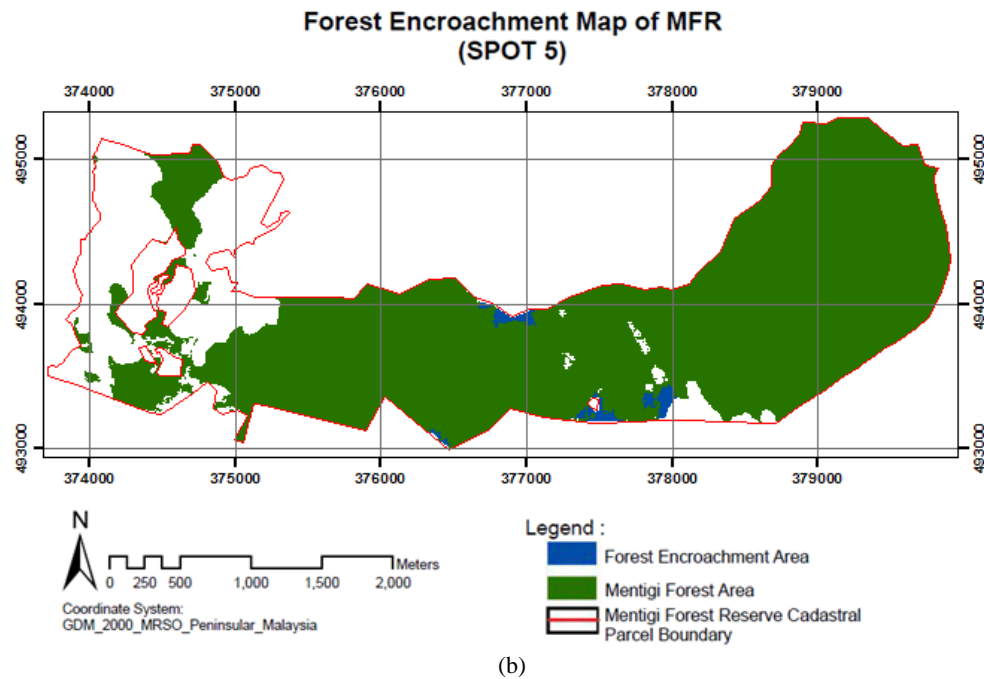 Forest Encroachment Map of MFR
(SPOT 5)
374000 375000 376000 377000 378000 379000
495000 495000
494000 494000
493000 493000
374000 375000 376000 377000 378000 379000
N
Meters
0 250 500 1,000 1,500 2,000
Coordinate System:
GDM_2000_MRSO_Peninsular_Malaysia
Legend :
Forest Encroachment Area
Mentigi Forest Area
Mentigi Forest Reserve Cadastral
Parcel Boundary
(b)